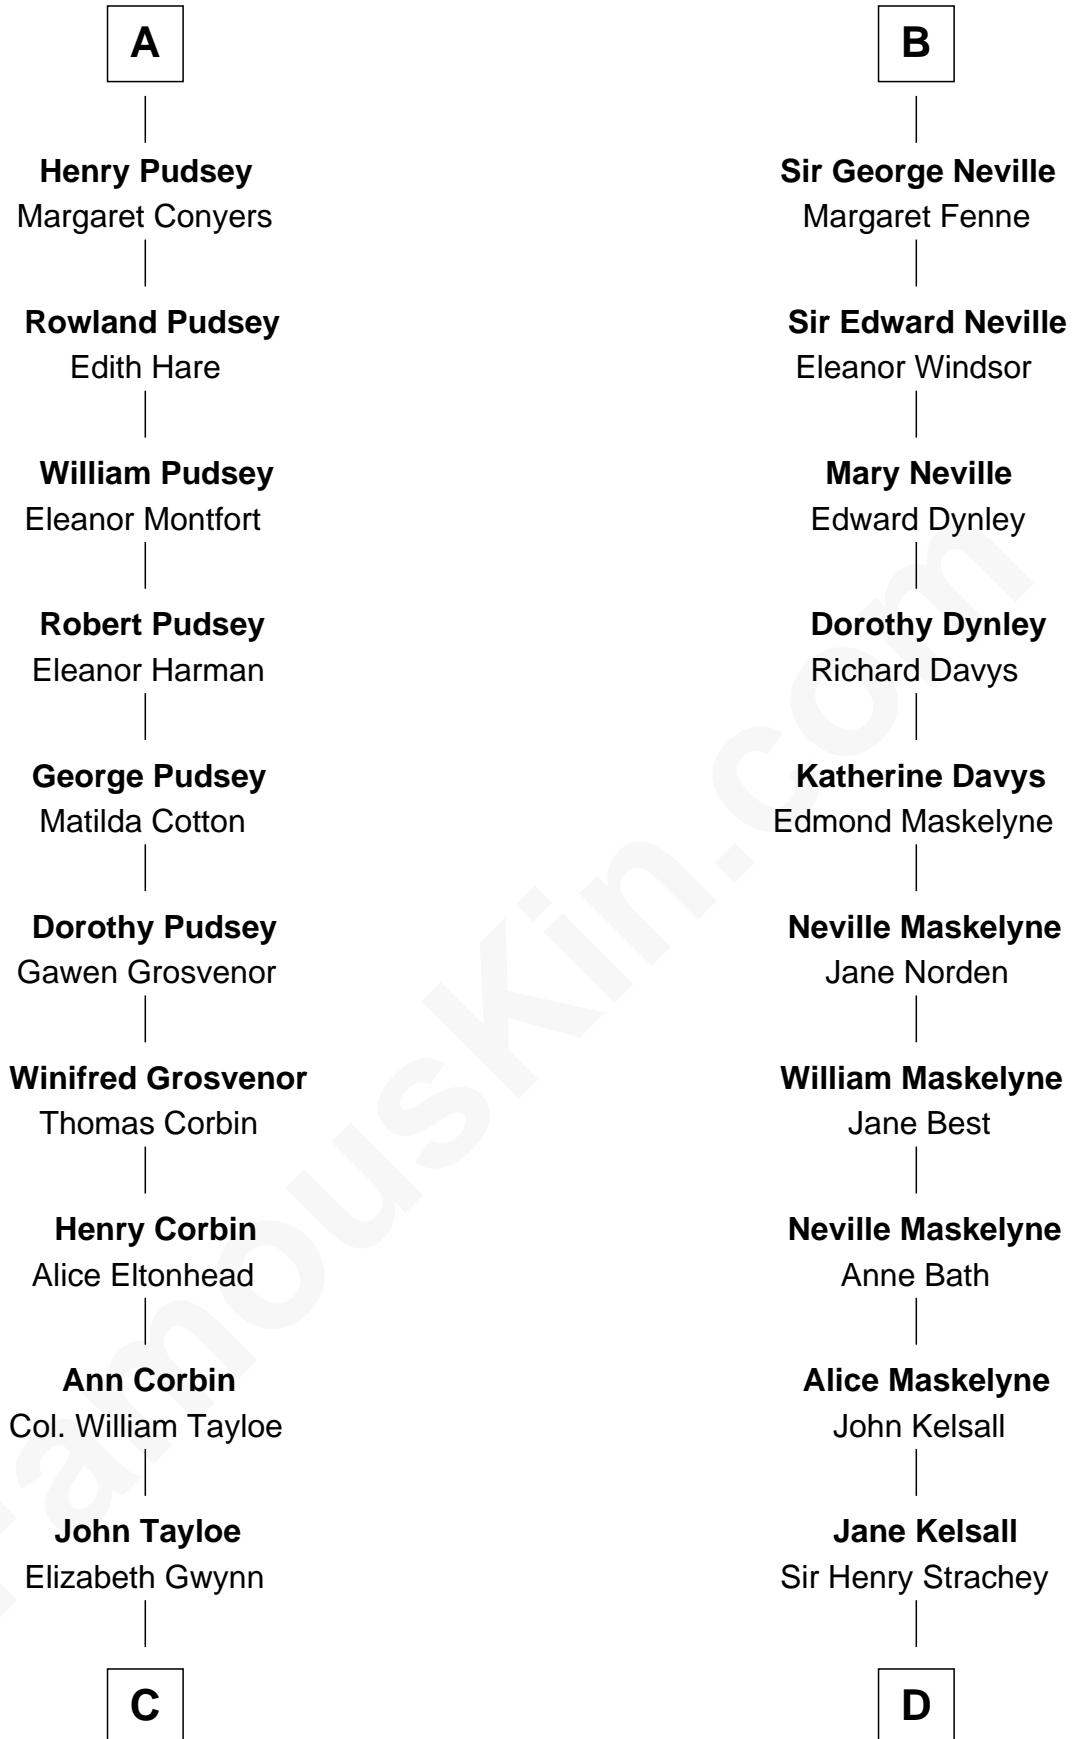 A
Henry Pudsey
Margaret Conyers
Rowland Pudsey
Edith Hare
William Pudsey
Eleanor Montfort
Robert Pudsey
Eleanor Harman
George Pudsey
Matilda Cotton
Dorothy Pudsey
Gawen Grosvenor
Winifred Grosvenor
Thomas Corbin
Henry Corbin
Alice Eltonhead
Ann Corbin
Col. William Tayloe
John Tayloe
Elizabeth Gwynn
C
B
Sir George Neville
Margaret Fenne
Sir Edward Neville
Eleanor Windsor
Mary Neville
Edward Dynley
Dorothy Dynley
Richard Davys
Katherine Davys
Edmond Maskelyne
Neville Maskelyne
Jane Norden
William Maskelyne
Jane Best
Neville Maskelyne
Anne Bath
Alice Maskelyne
John Kelsall
Jane Kelsall
Sir Henry Strachey
D
FamousKin.com